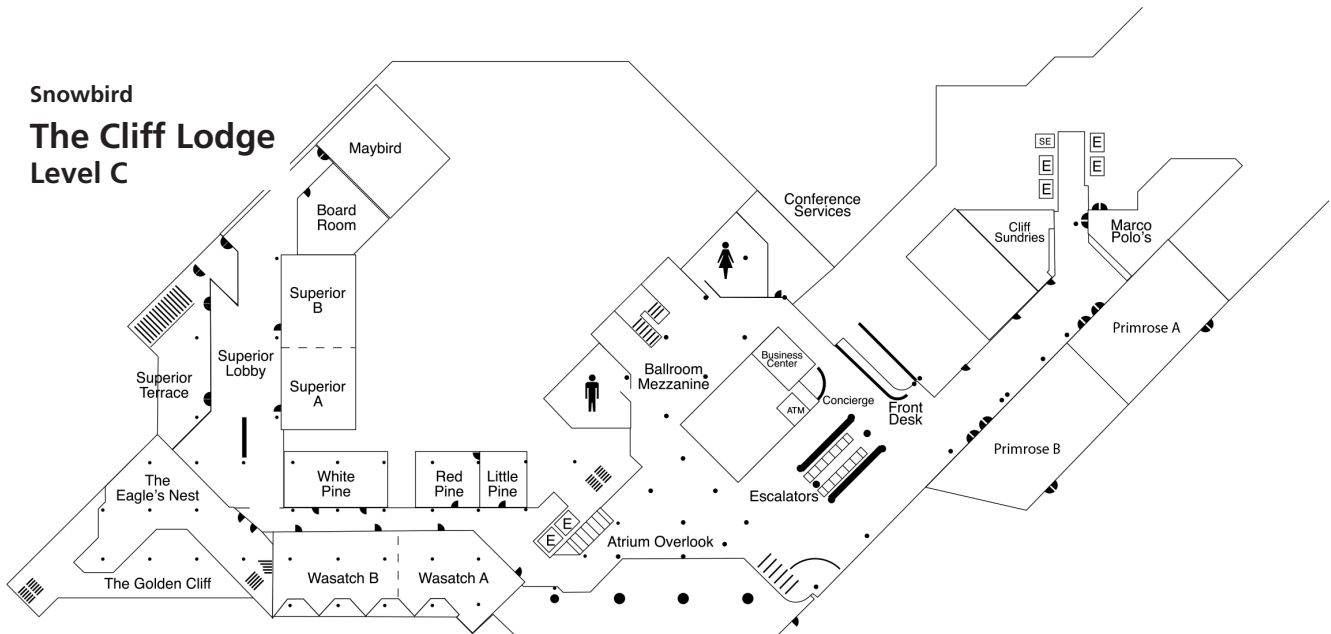 Snowbird
The Cliff Lodge
Level C
Maybird
Board
Room
Conference
Services
SE
E
E
E
E
E
Cliff
Sundries
Marco
Polo's
Superior
B
Superior
Lobby
Superior
Terrace
Superior
A
Ballroom
Mezzanine
Business
Center
ATM
Concierge
Front
Desk
Primrose A
Primrose B
The
Eagle's Nest
White
Pine
Red
Pine
Little
Pine
Escalators
E
E
Atrium Overlook
The Golden Cliff
Wasatch B
Wasatch A